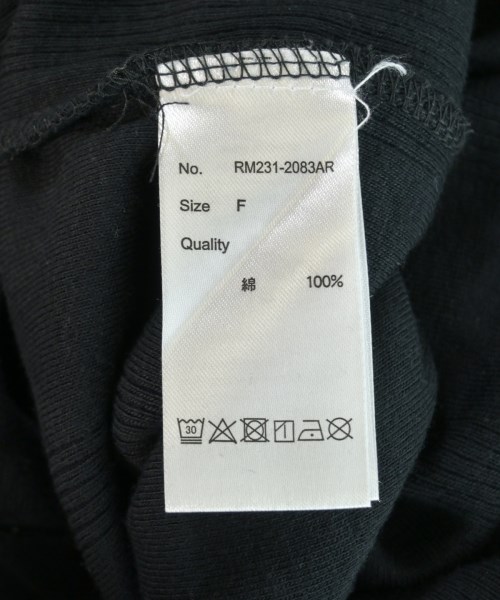 No. RM231-2083AR
Size F
Quality
綿 100%
30